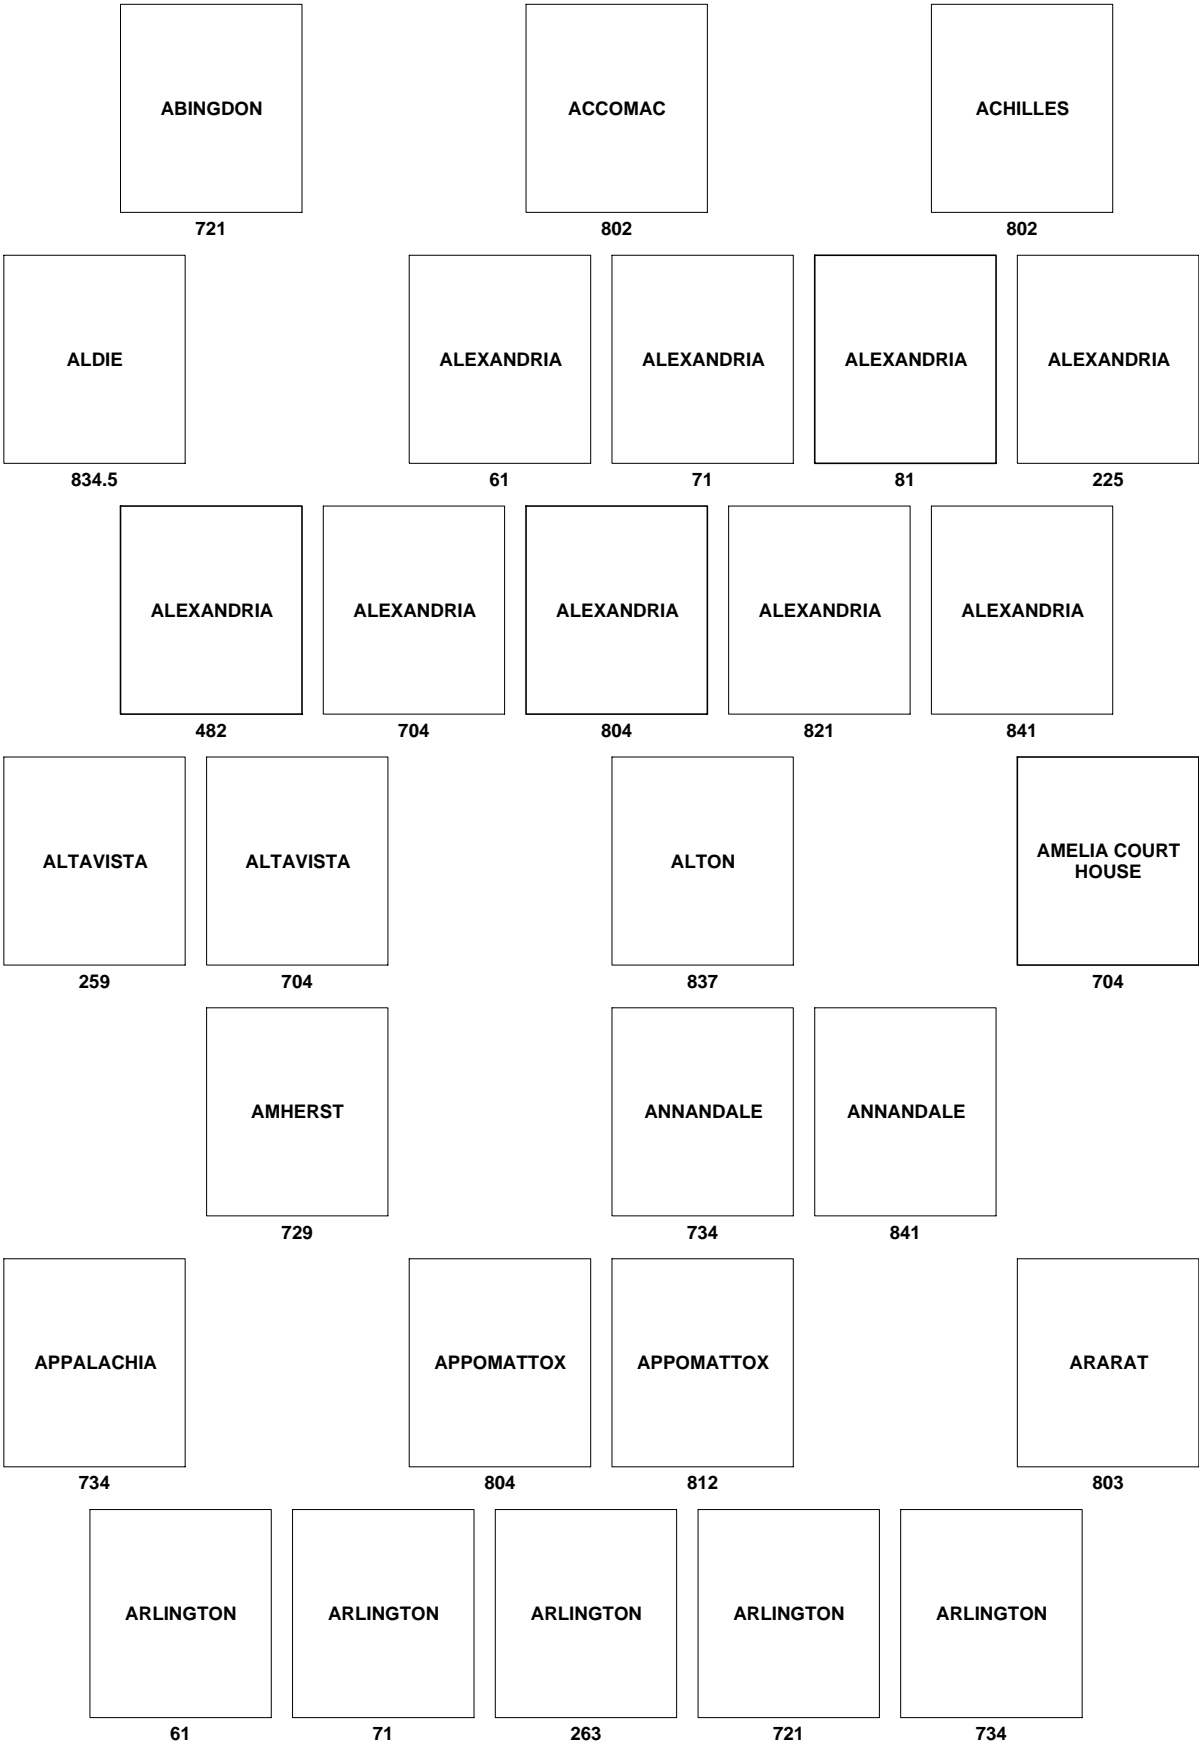 ABINGDON
ACCOMAC
ACHILLES
721
802
802
ALDIE
ALEXANDRIA
ALEXANDRIA
ALEXANDRIA
ALEXANDRIA
834.5
61
71
81
225
ALEXANDRIA
ALEXANDRIA
ALEXANDRIA
ALEXANDRIA
ALEXANDRIA
482
704
804
821
841
ALTAVISTA
ALTAVISTA
ALTON
AMELIA COURT
HOUSE
259
704
837
704
AMHERST
ANNANDALE
ANNANDALE
729
734
841
APPALACHIA
APPOMATTOX
APPOMATTOX
ARARAT
734
804
812
803
ARLINGTON
ARLINGTON
ARLINGTON
ARLINGTON
ARLINGTON
61
71
263
721
734